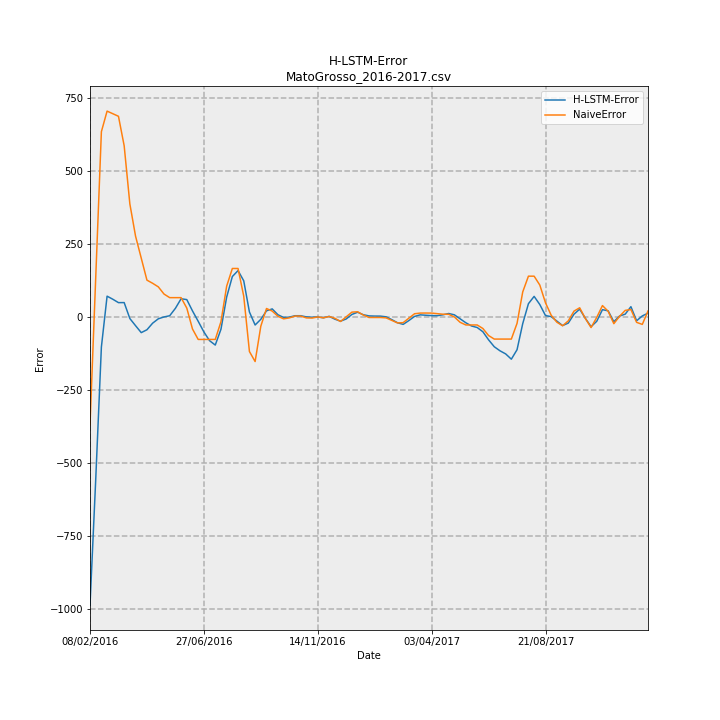 H-LSTM-Error
MatoGrosso_2016-2017.csv
H-LSTM-Error
NaiveError
750
500
250
0
−250
−500
−750
−1000
Error
08/02/2016 27/06/2016 14/11/2016 03/04/2017 21/08/2017
Date